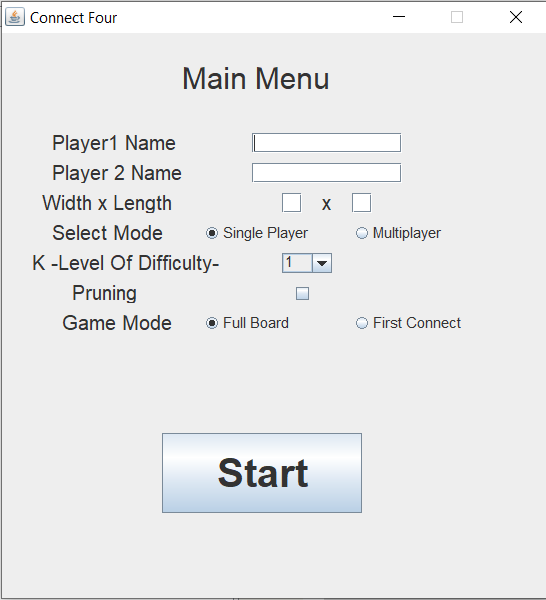 Connect Four
Main Menu
Player1 Name
Player 2 Name
Width x Length x
Select Mode Single Player Multiplayer
K -Level Of Difficulty- 1
Pruning
Game Mode Full Board First Connect
Start